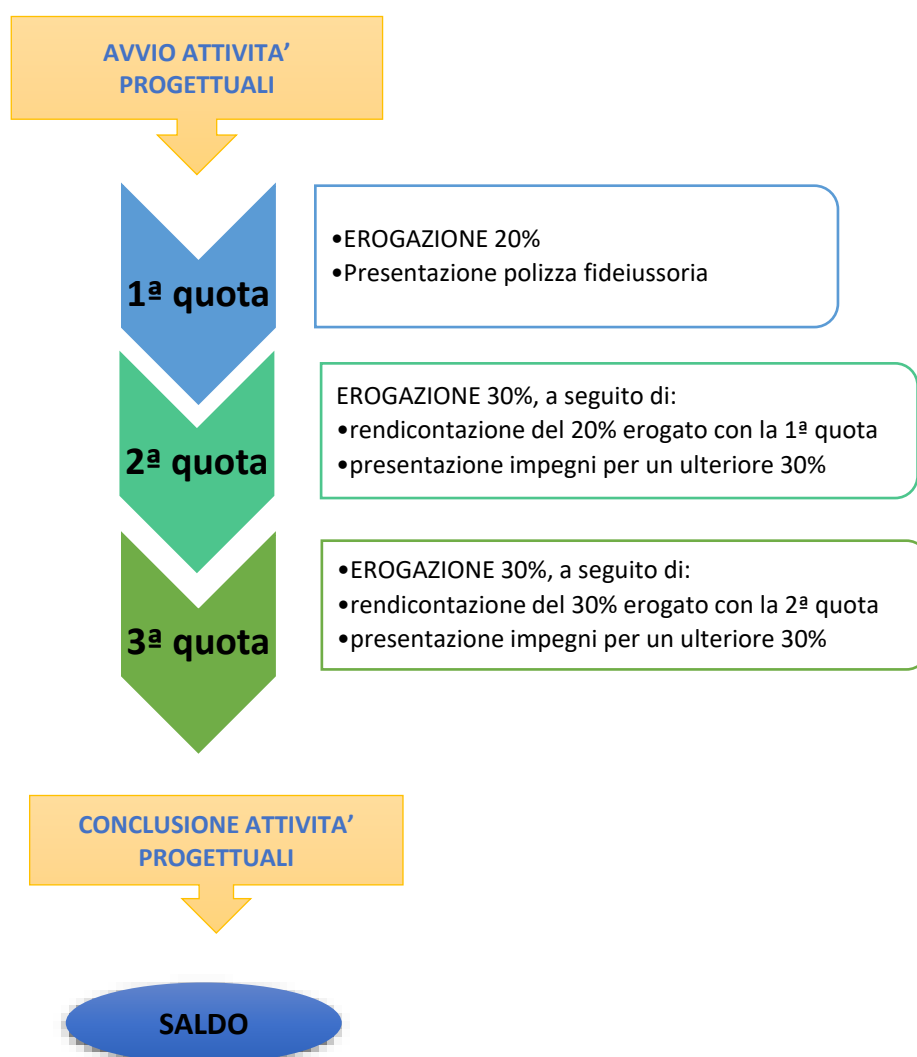 AVVIO ATTIVITA’
PROGETTUALI
1ª quota
•EROGAZIONE 20%
•Presentazione polizza fideiussoria
2ª quota
EROGAZIONE 30%, a seguito di:
•rendicontazione del 20% erogato con la 1ª quota
•presentazione impegni per un ulteriore 30%
3ª quota
•EROGAZIONE 30%, a seguito di:
•rendicontazione del 30% erogato con la 2ª quota
•presentazione impegni per un ulteriore 30%
CONCLUSIONE ATTIVITA’
PROGETTUALI
SALDO